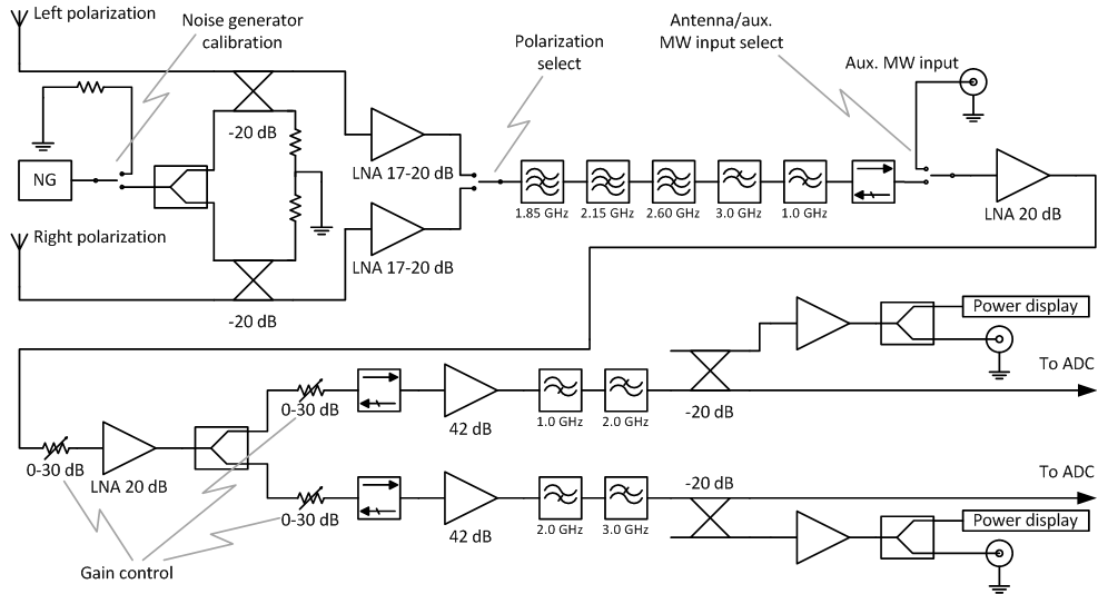 Left polarization
Noise generator
calibration
Polarization
select
Antenna/aux.
MW input select
Aux. MW input
-20 dB
NG
LNA 17-20 dB
1.85 GHz
2.15 GHz
2.60 GHz
3.0 GHz
1.0 GHz
LNA 20 dB
Right polarization
LNA 17-20 dB
-20 dB
Power display
To ADC
0-30 dB
42 dB
1.0 GHz
2.0 GHz
-20 dB
0-30 dB
LNA 20 dB
0-30 dB
42 dB
2.0 GHz
3.0 GHz
-20 dB
To ADC
Power display
Gain control